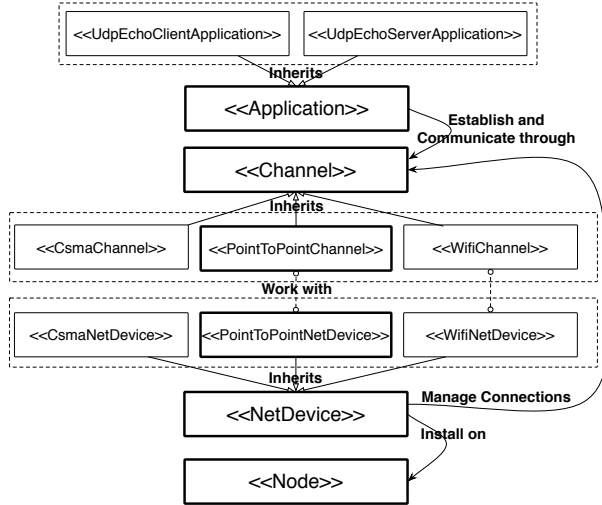 <<UdpEchoClientApplication>>
<<UdpEchoServerApplication>>
Inherits
<<Application>>
Establish and
Communicate through
<<Channel>>
Inherits
<<CsmaChannel>>
<<PointToPointChannel>>
<<WifiChannel>>
Work with
<<CsmaNetDevice>>
<<PointToPointNetDevice>>
<<WifiNetDevice>>
Inherits
<<NetDevice>>
Manage Connections
Install on
<<Node>>